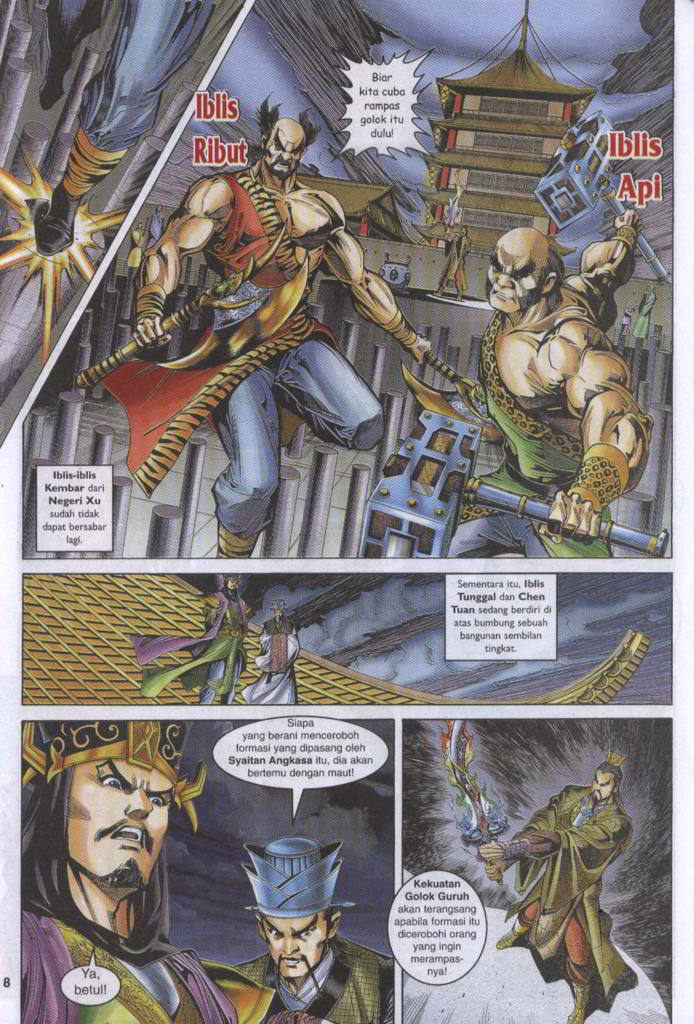 Iblis
Ribut
Biar
kita cuba
rampas
golok itu
dulu!
Iblis
Api
Iblis-iblis
Kembar dari
Negeri Xu
sudah tidak
dapat bersabar
lagi.
Sementara itu, Iblis
Tunggal dan Chen
Tuan sedang berdiri di
atas bumbung sebuah
bangunan sembilan
tingkat.
Siapa
yang berani menceroboh
formasi yang dipasang oleh
Syaitan Angkasa itu, dia akan
bertemu dengan maut!
Ya,
betul!
Kekuatan
Golok Guruh
akan terangsang
apabila formasi itu
dicerobohi orang
yang ingin
merampas-
nya!
8